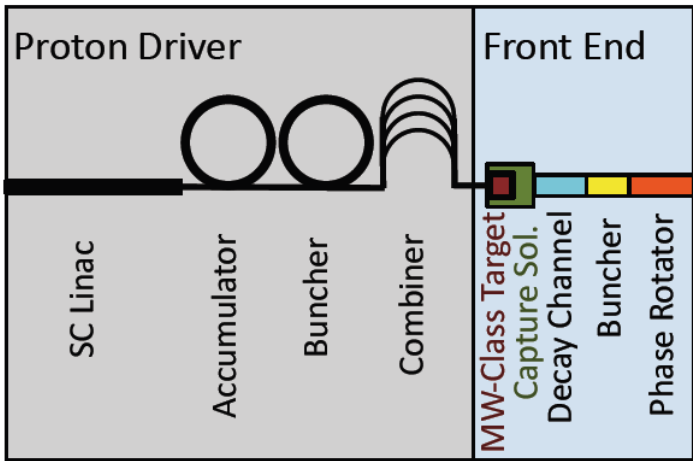 Proton Driver
Front End
SC Linac
Accumulator
Buncher
Combiner
MW-Class Target
Capture Sol.
Decay Channel
Buncher
Phase Rotator